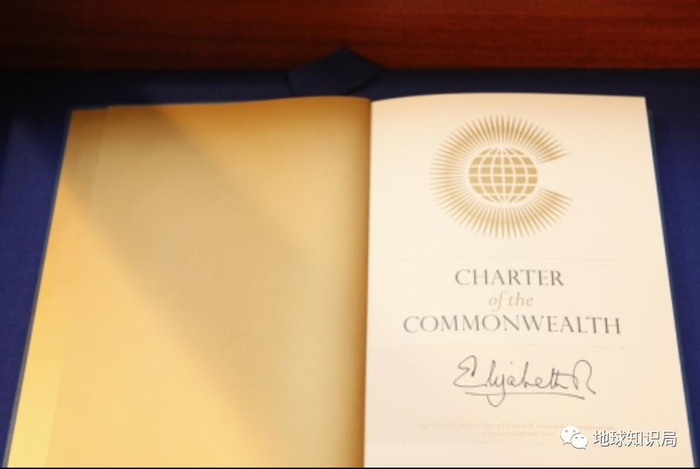 CHARTER
of the
COMMONWEALTH
Elizabeth R
地球知识局